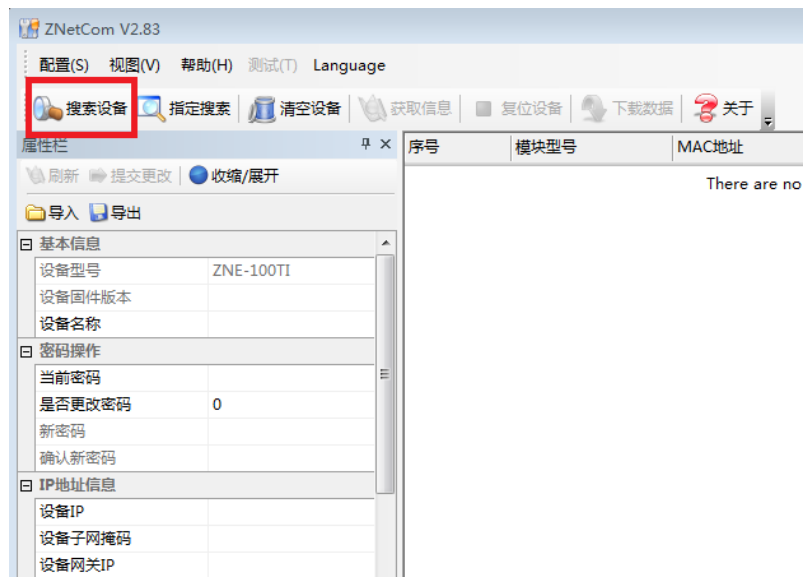 ZNetCom V2.83
配置(S) 视图(V) 帮助(H) 测试(T) Language
搜索设备 指定搜索 清空设备 获取信息 复位设备 下载数据 关于
属性栏 序号 模块型号 MAC地址
刷新 提交更改 收缩/展开 There are no
导入 导出
基本信息
设备型号 ZNE-100TI
设备固件版本
设备名称
密码操作
当前密码
是否更改密码 0
新密码
确认新密码
IP地址信息
设备IP
设备子网掩码
设备网关IP